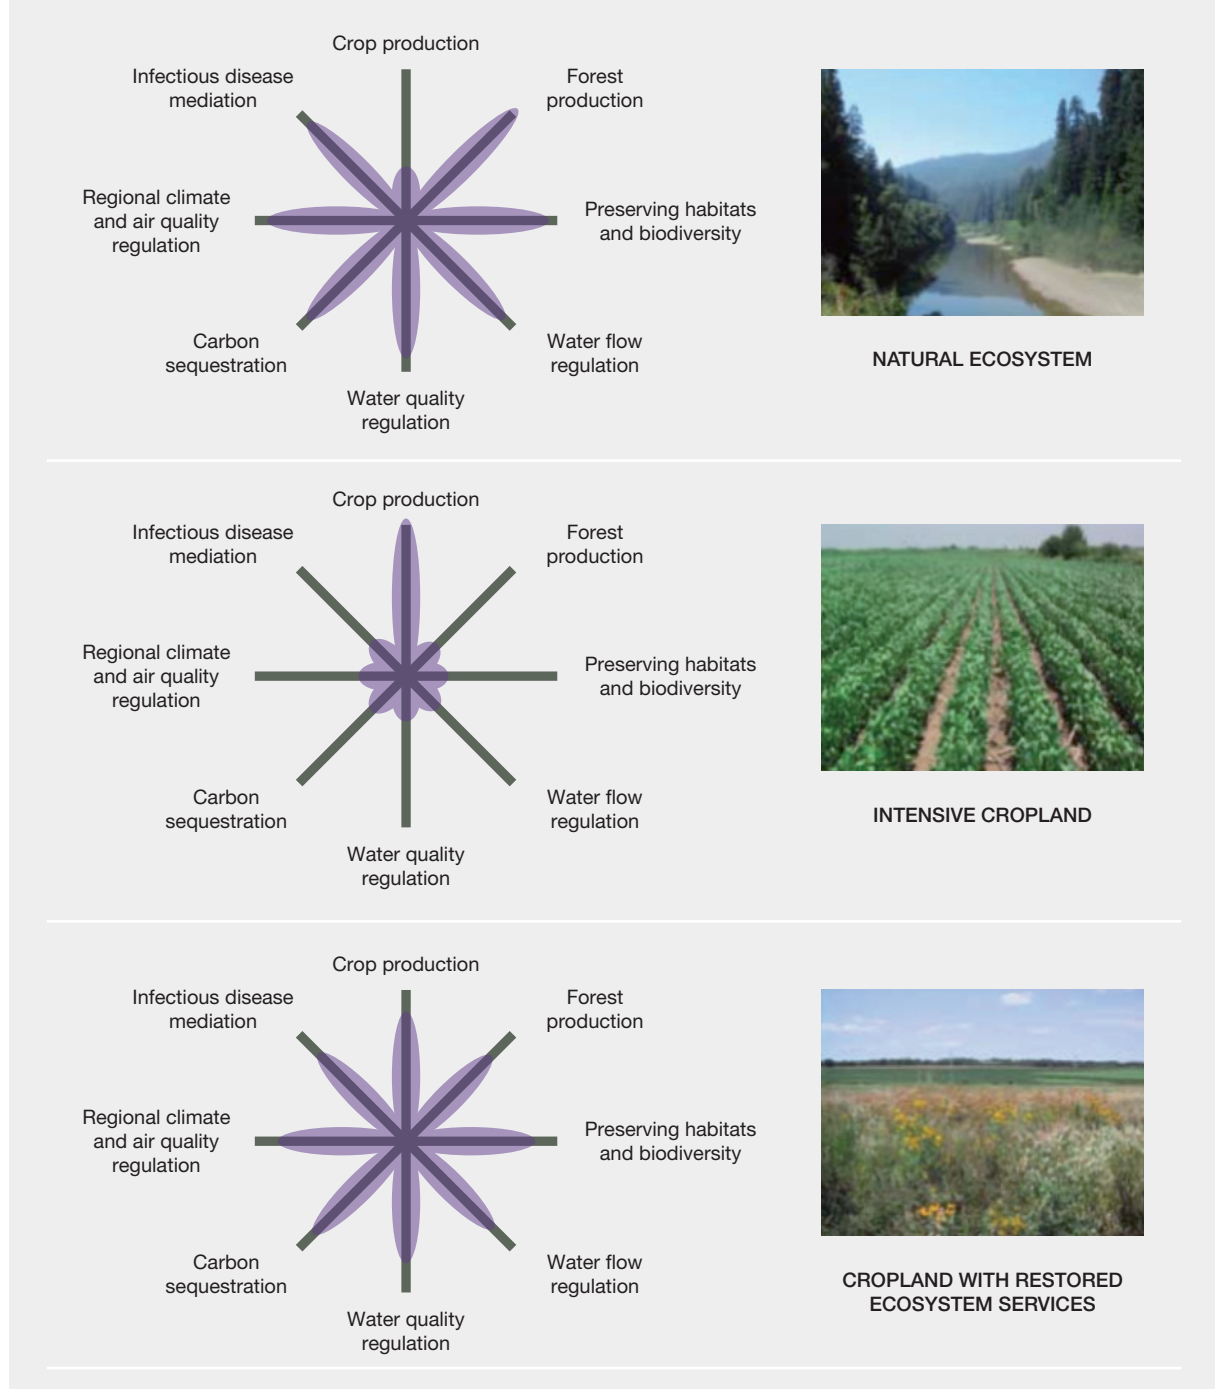 Crop production
Infectious disease
mediation
Forest
production
Regional climate
and air quality
regulation
Preserving habitats
and biodiversity
Carbon
sequestration
Water flow
regulation
Water quality
regulation
NATURAL ECOSYSTEM
Crop production
Infectious disease
mediation
Forest
production
Regional climate
and air quality
regulation
Preserving habitats
and biodiversity
Carbon
sequestration
Water flow
regulation
Water quality
regulation
INTENSIVE CROPLAND
Crop production
Infectious disease
mediation
Forest
production
Regional climate
and air quality
regulation
Preserving habitats
and biodiversity
Carbon
sequestration
Water flow
regulation
Water quality
regulation
CROPLAND WITH RESTORED
ECOSYSTEM SERVICES